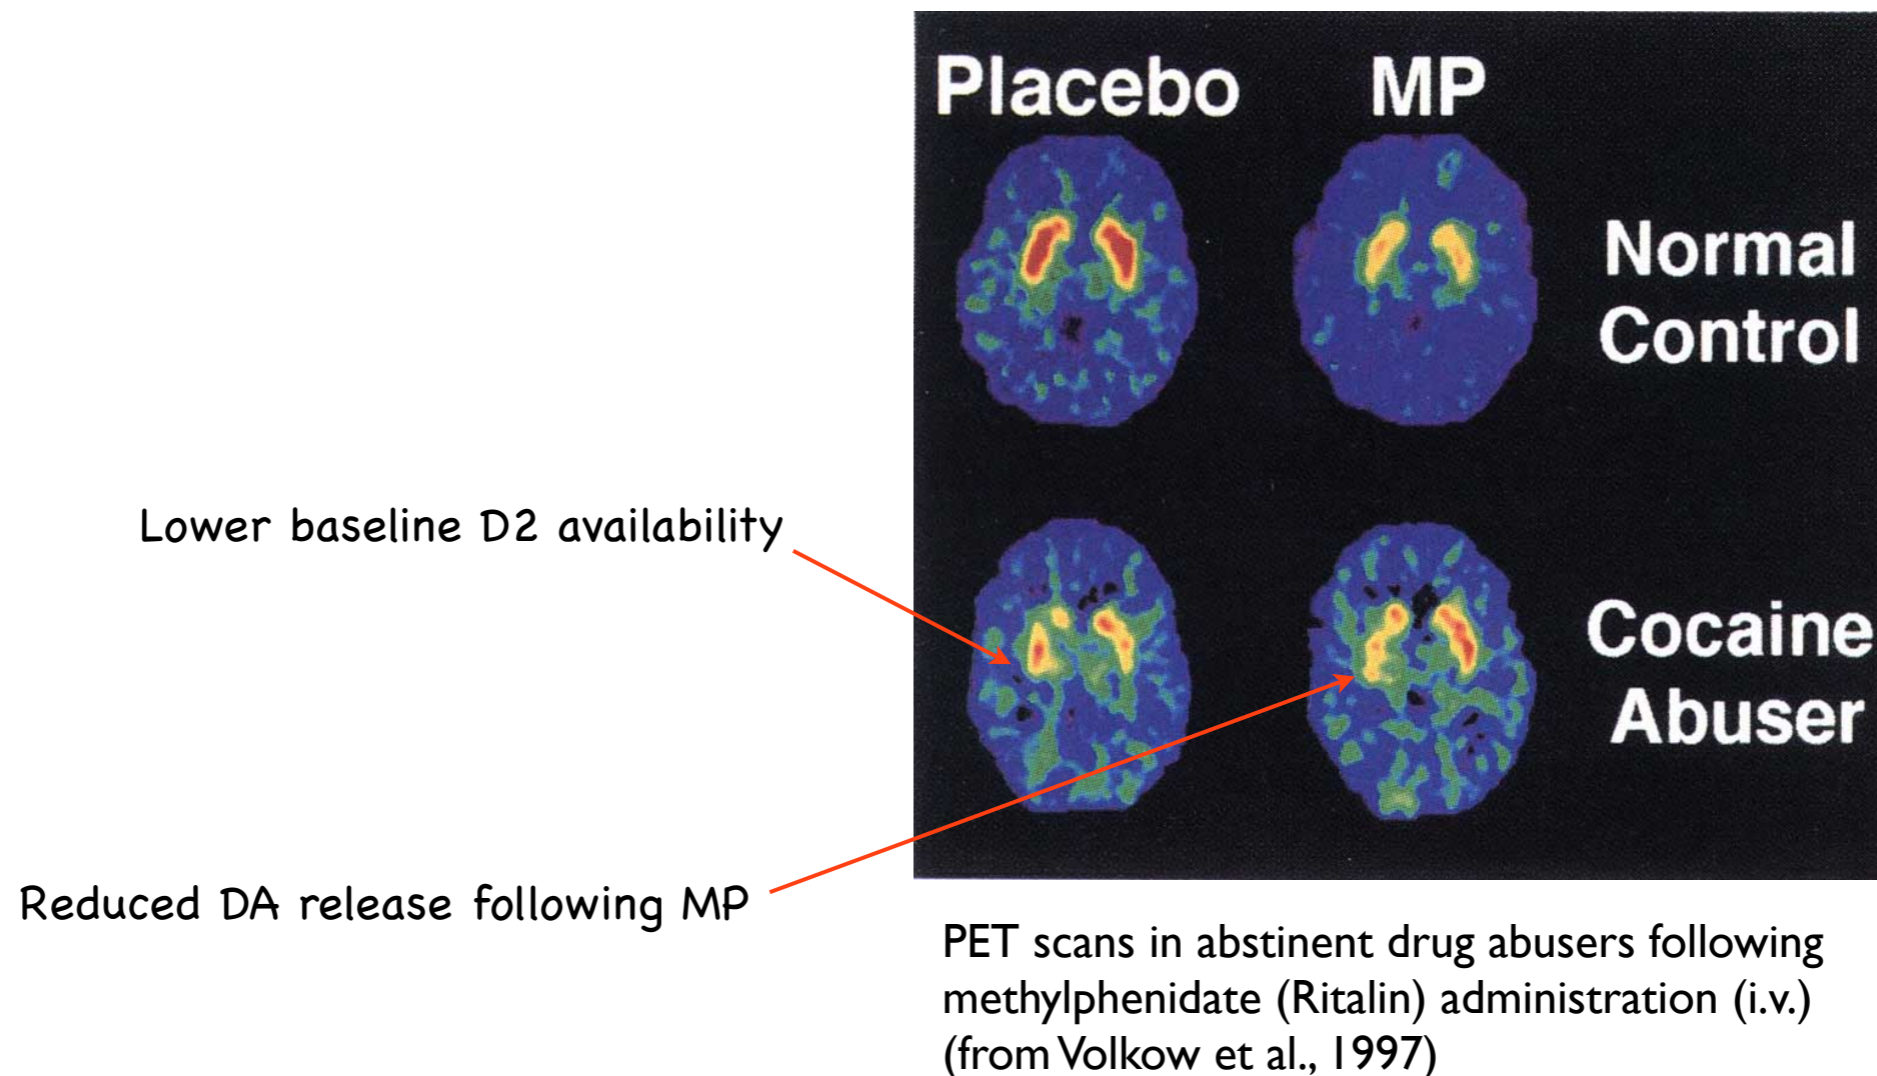 Placebo MP
Normal
Control
Lower baseline D2 availability
Cocaine
Abuser
Reduced DA release following MP
PET scans in abstinent drug abusers following
methylphenidate (Ritalin) administration (i.v.)
(from Volkow et al., 1997)